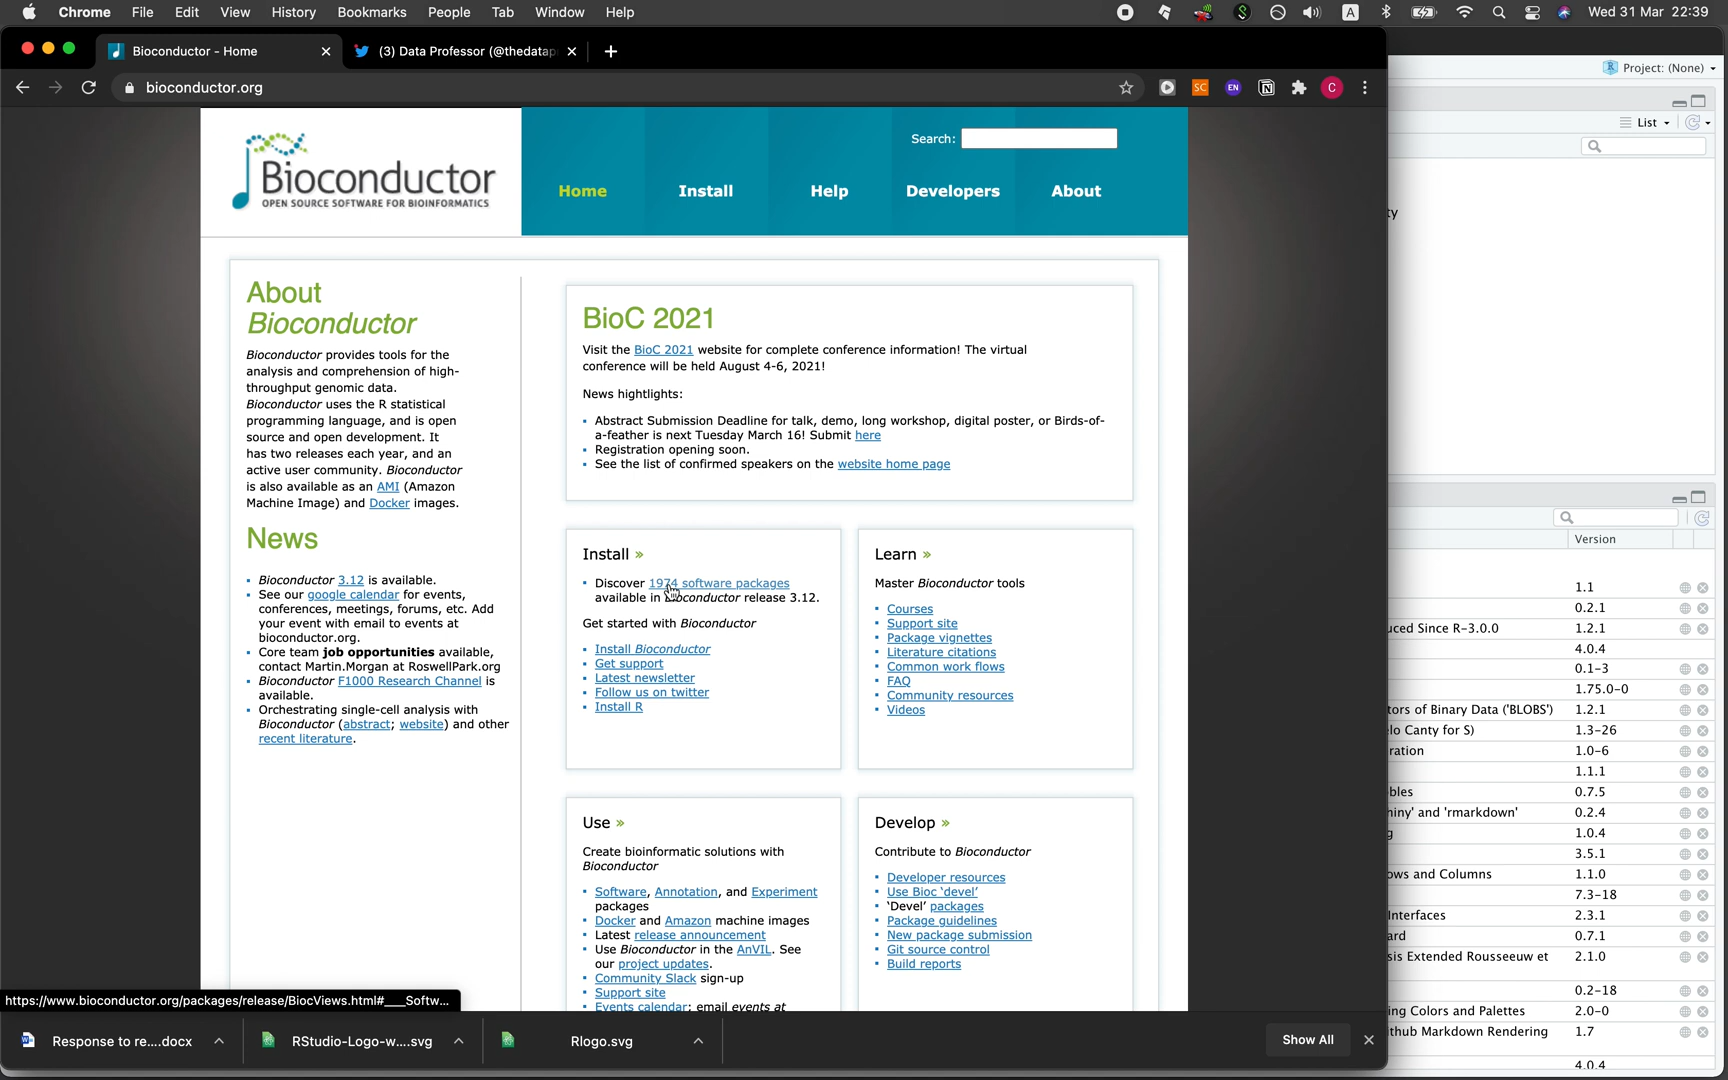 Chrome File Edit View History Bookmarks People Tab Window Help
A
Wed 31 Mar 22:39
Bioconductor - Home
(3) Data Professor (@thedatap
bioconductor.org
SC
EN
C
Project: (None)
Bioconductor
OPEN SOURCE SOFTWARE FOR BIOINFORMATICS
Search:
Home Install Help Developers About
List
ty
About
Bioconductor
Bioconductor provides tools for the
analysis and comprehension of high-
throughput genomic data.
Bioconductor uses the R statistical
programming language, and is open
source and open development. It
has two releases each year, and an
active user community. Bioconductor
is also available as an AMI (Amazon
Machine Image) and Docker images.
News
Bioconductor 3.12 is available.
See our google calendar for events,
conferences, meetings, forums, etc. Add
your event with email to events at
bioconductor.org.
Core team job opportunities available,
contact Martin.Morgan at RoswellPark.org
Bioconductor F1000 Research Channel is
available.
Orchestrating single-cell analysis with
Bioconductor (abstract; website) and other
recent literature.
BioC 2021
Visit the BioC 2021 website for complete conference information! The virtual
conference will be held August 4-6, 2021!
News hightlights:
Abstract Submission Deadline for talk, demo, long workshop, digital poster, or Birds-of-
a-feather is next Tuesday March 16! Submit here
Registration opening soon.
See the list of confirmed speakers on the website home page
Install »
Discover 1974 software packages
available in Bioconductor release 3.12.
Get started with Bioconductor
Install Bioconductor
Get support
Latest newsletter
Follow us on twitter
Install R
Learn »
Master Bioconductor tools
Courses
Support site
Package vignettes
Literature citations
Common work flows
FAQ
Community resources
Videos
Use »
Create bioinformatic solutions with
Bioconductor
Software, Annotation, and Experiment
packages
Docker and Amazon machine images
Latest release announcement
Use Bioconductor in the AnVIL. See
our project updates.
Community Slack sign-up
Support site
Events calendar; email events at
Develop »
Contribute to Bioconductor
Developer resources
Use Bioc 'devel'
'Devel' packages
Package guidelines
New package submission
Git source control
Build reports
Version
1.1
0.2.1
uced Since R-3.0.0 1.2.1
4.0.4
0.1-3
1.75.0-0
tors of Binary Data ('BLOBS') 1.2.1
lo Canty for S) 1.3-26
ration 1.0-6
1.1.1
bles 0.7.5
hiny' and 'rmarkdown' 0.2.4
g 1.0.4
3.5.1
ows and Columns 1.1.0
7.3-18
Interfaces 2.3.1
ard 0.7.1
sis Extended Rousseeuw et 2.1.0
0.2-18
ing Colors and Palettes 2.0-0
ithub Markdown Rendering 1.7
4.0.4
https://www.bioconductor.org/packages/release/BiocViews.html#___Softw...
Response to re....docx
RStudio-Logo-w....svg
Rlogo.svg
Show All